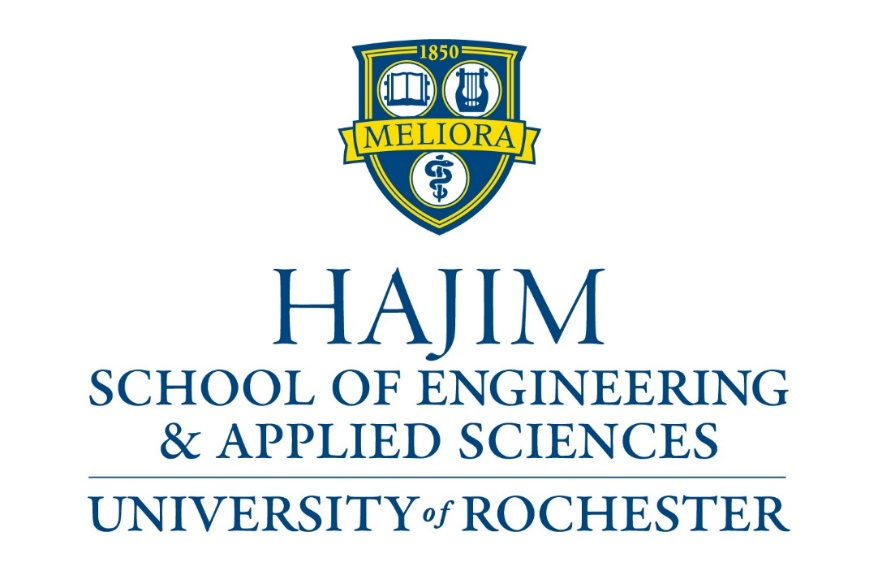 1850
MELIORA
HAJIM
SCHOOL OF ENGINEERING
& APPLIED SCIENCES
UNIVERSITY of ROCHESTER